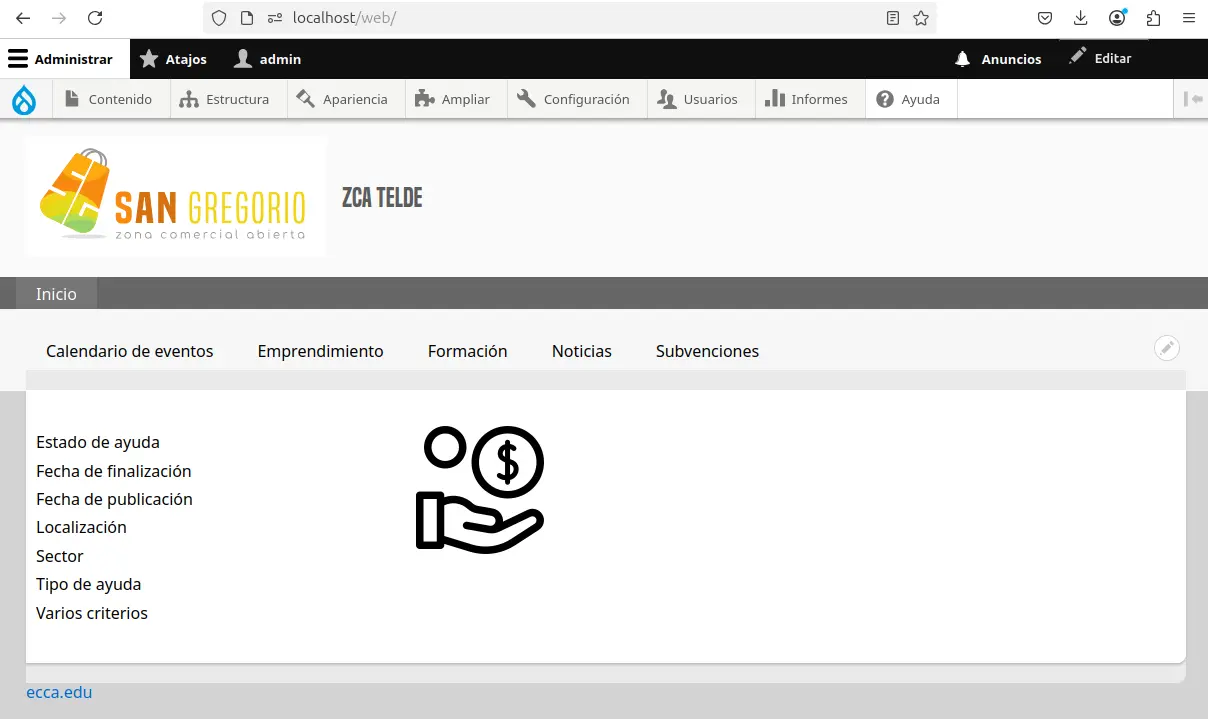 localhost/web/
Administrar Atajos admin Anuncios Editar
Contenido Estructura Apariencia Ampliar Configuración Usuarios Informes Ayuda
SAN GREGORIO
zona comercial abierta
ZCA TELDE
Inicio
Calendario de eventos Emprendimiento Formación Noticias Subvenciones
Estado de ayuda
Fecha de finalización
Fecha de publicación
Localización
Sector
Tipo de ayuda
Varios criterios
$
ecca.edu